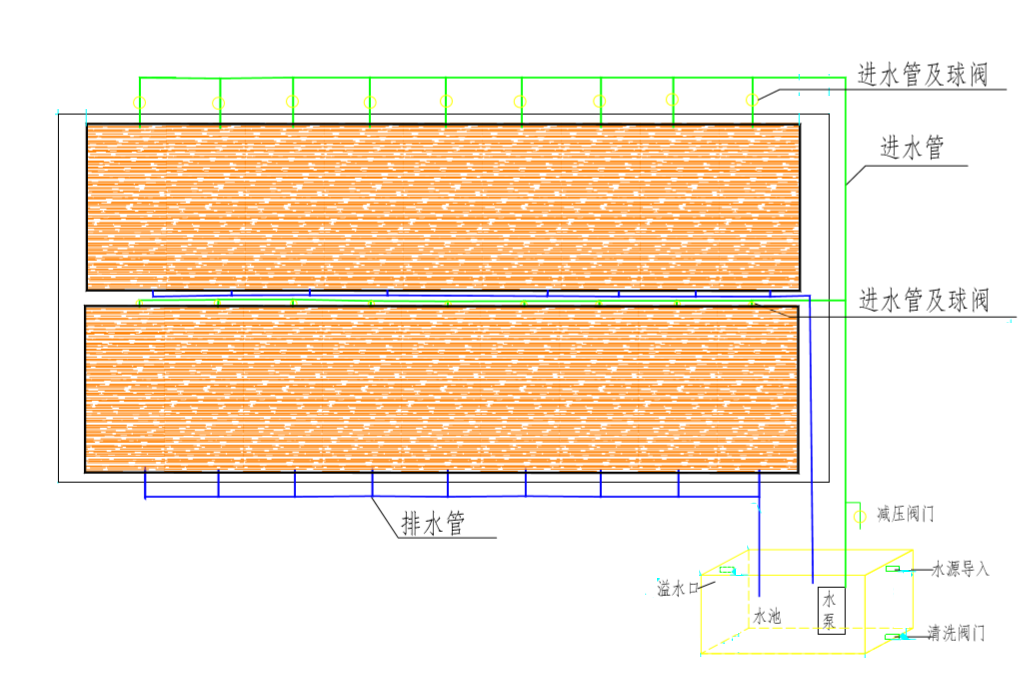 进水管及球阀
进水管
进水管及球阀
减压阀门
排水管
水源导入
溢水口
水池
水
泵
清洗阀门